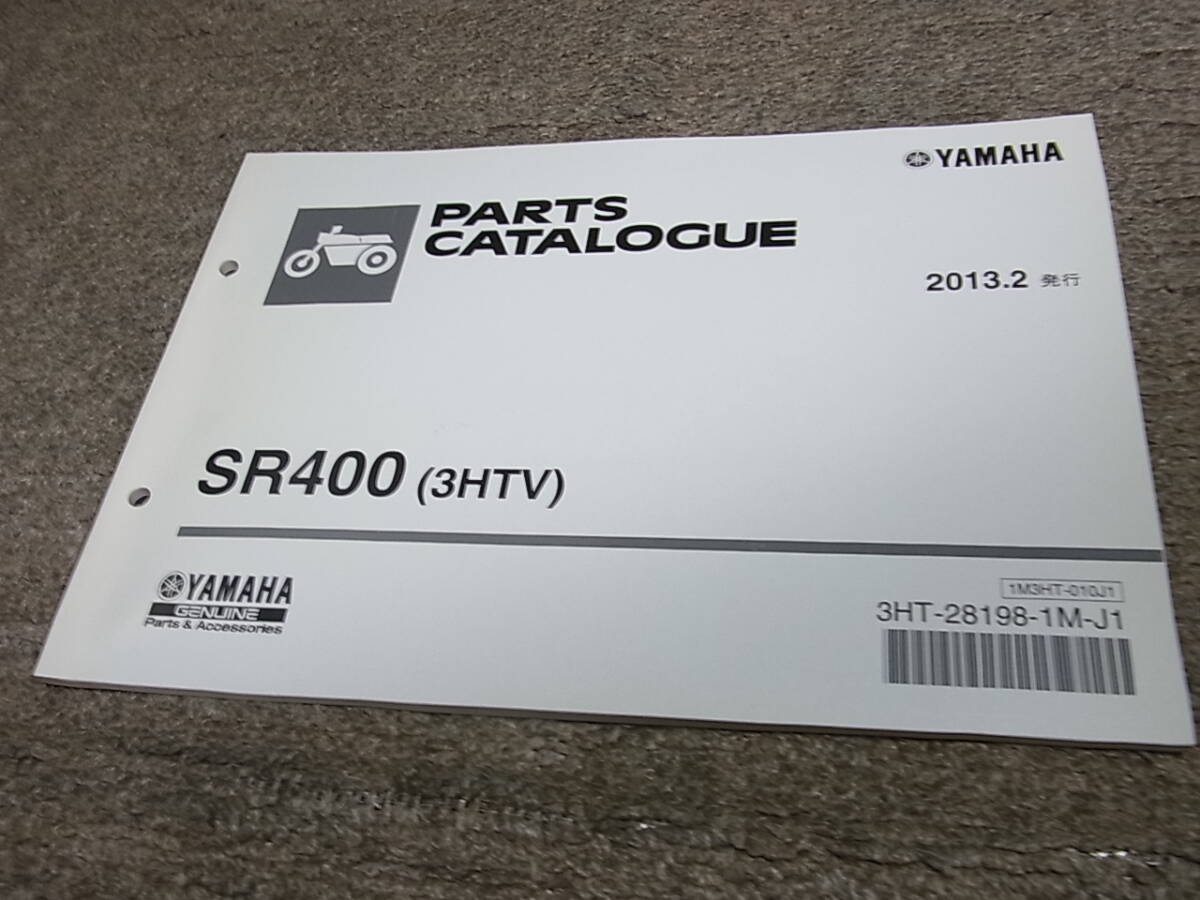 YAMAHA
PARTS
CATALOGUE
2013.2 発行
SR400 (3HTV)
YAMAHA
GENUINE
Parts & Accessories
1M3HT-010J1
3HT-28198-1M-J1